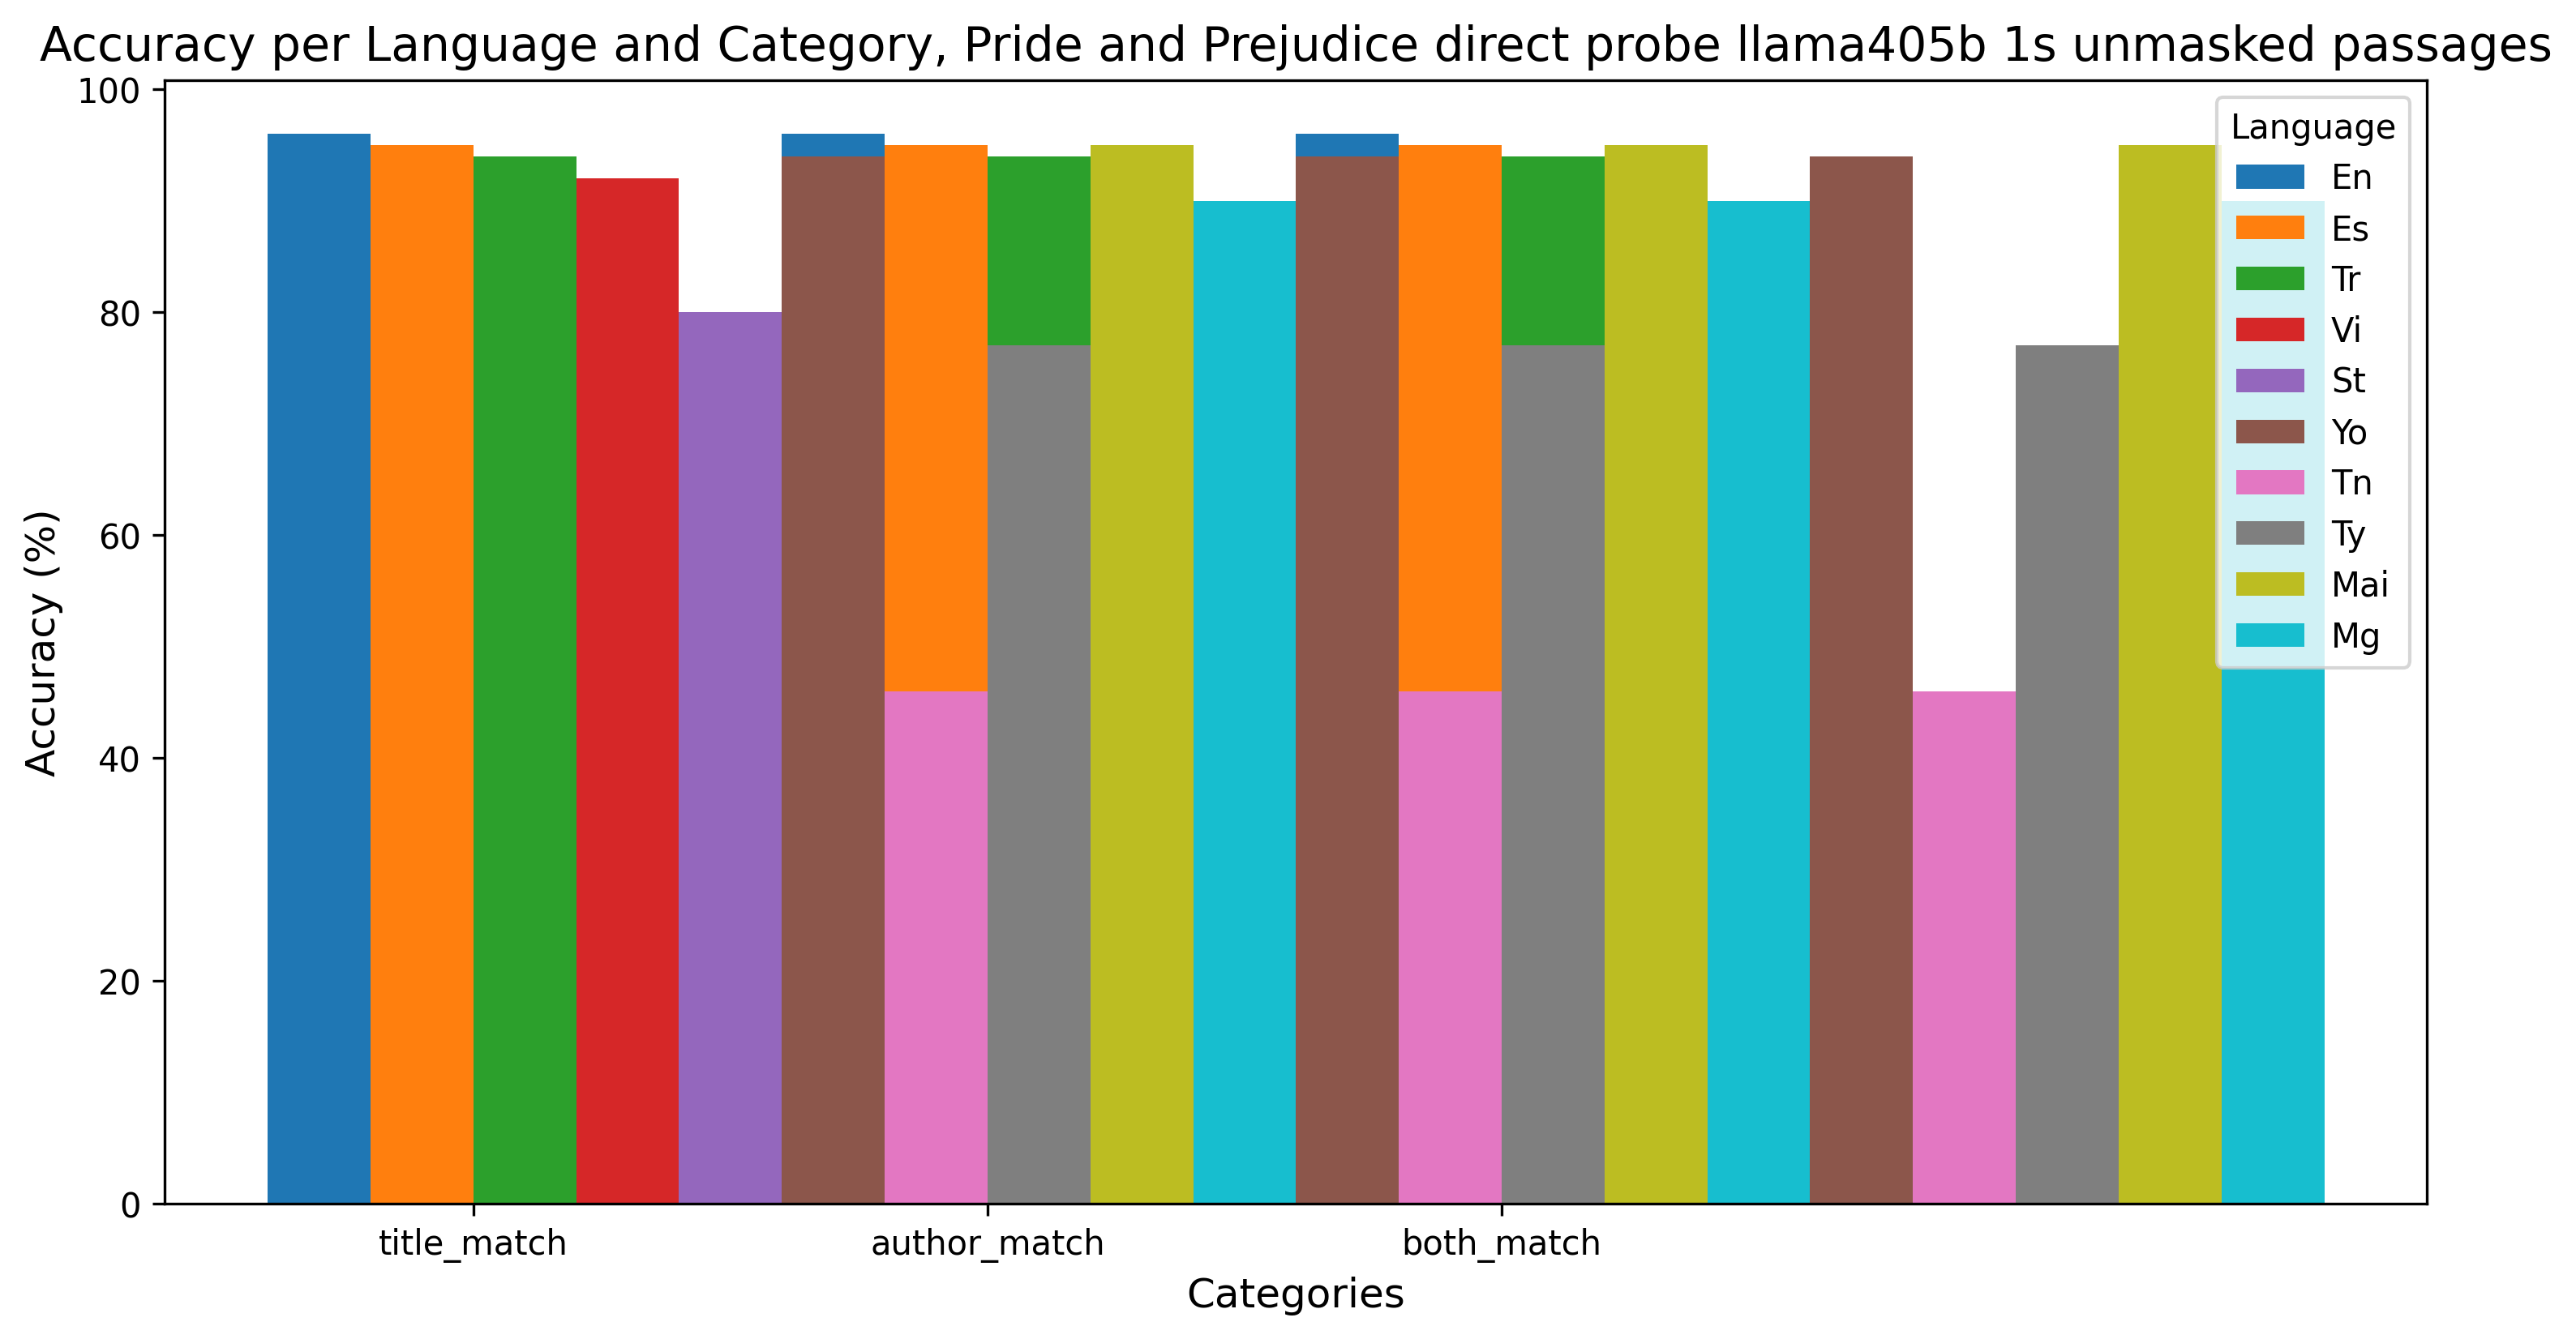 Accuracy per Language and Category, Pride and Prejudice direct probe llama405b 1s unmasked passages
100
80
60
40
20
0
Accuracy (%)
Language
En
Es
Tr
Vi
St
Yo
Tn
Ty
Mai
Mg
title_match author_match both_match
Categories